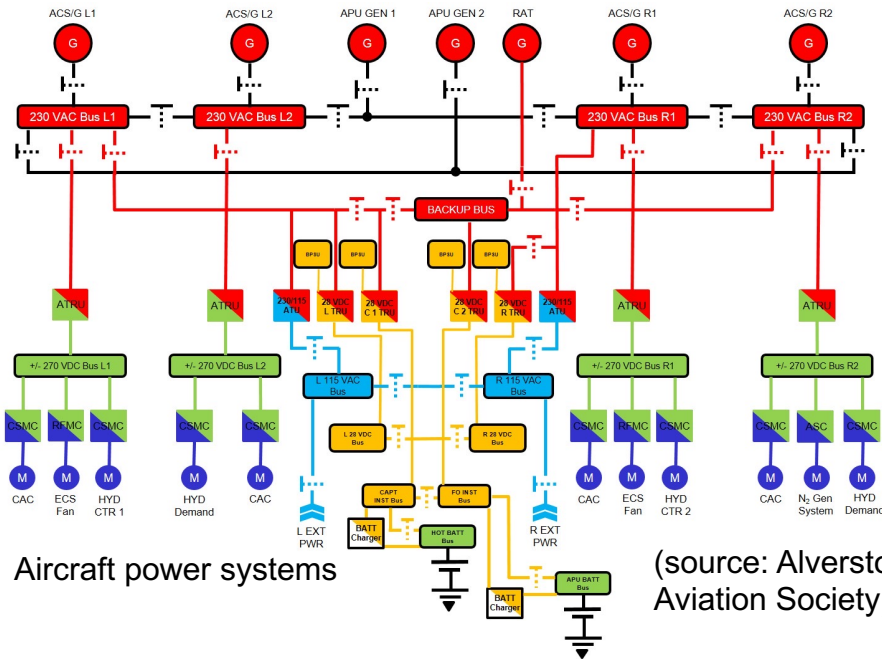 ACS/G L1
ACS/G L2
APU GEN 1
APU GEN 2
RAT
ACS/G R1
ACS/G R2
G
G
G
G
G
G
G
230 VAC Bus L1
230 VAC Bus L2
230 VAC Bus R1
230 VAC Bus R2
BACKUP BUS
BPSU
BPSU
BPSU
BPSU
ATRU
ATRU
230/115
ATU
28 VDC
L TRU
28 VDC
C 1 TRU
28 VDC
C 2 TRU
28 VDC
R TRU
230/115
ATU
ATRU
ATRU
+/- 270 VDC Bus L1
+/- 270 VDC Bus L2
L 115 VAC
Bus
R 115 VAC
Bus
+/- 270 VDC Bus R1
+/- 270 VDC Bus R2
CSMC
RFMC
CSMC
CSMC
CSMC
L 28 VDC
Bus
R 28 VDC
Bus
CSMC
RFMC
CSMC
CSMC
ASC
CSMC
M
M
M
M
M
M
M
M
M
M
M
CAC
ECS
Fan
HYD
CTR 1
HYD
Demand
CAC
CAPT
INST Bus
FO INST
Bus
CAC
ECS
Fan
HYD
CTR 2
CAC
N₂ Gen
System
HYD
Demand
L EXT
PWR
BATT
Charger
HOT BATT
Bus
R EXT
PWR
BATT
Charger
APU BATT
Bus
Aircraft power systems
(source: Alversto
Aviation Society